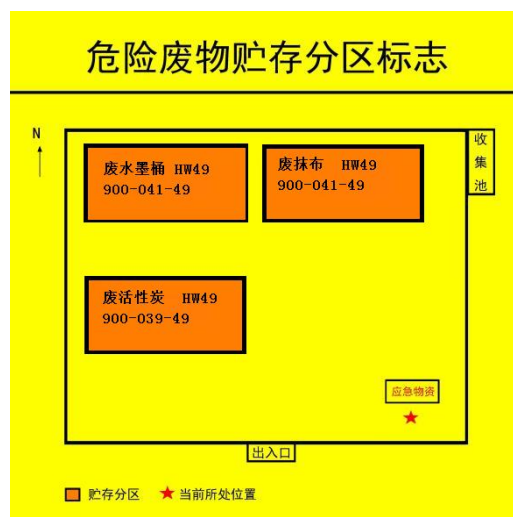 危险废物贮存分区标志
N
收集池
废水墨桶 HW49
900-041-49
废抹布 HW49
900-041-49
废活性炭 HW49
900-039-49
应急物资
出入口
贮存分区
当前所处位置